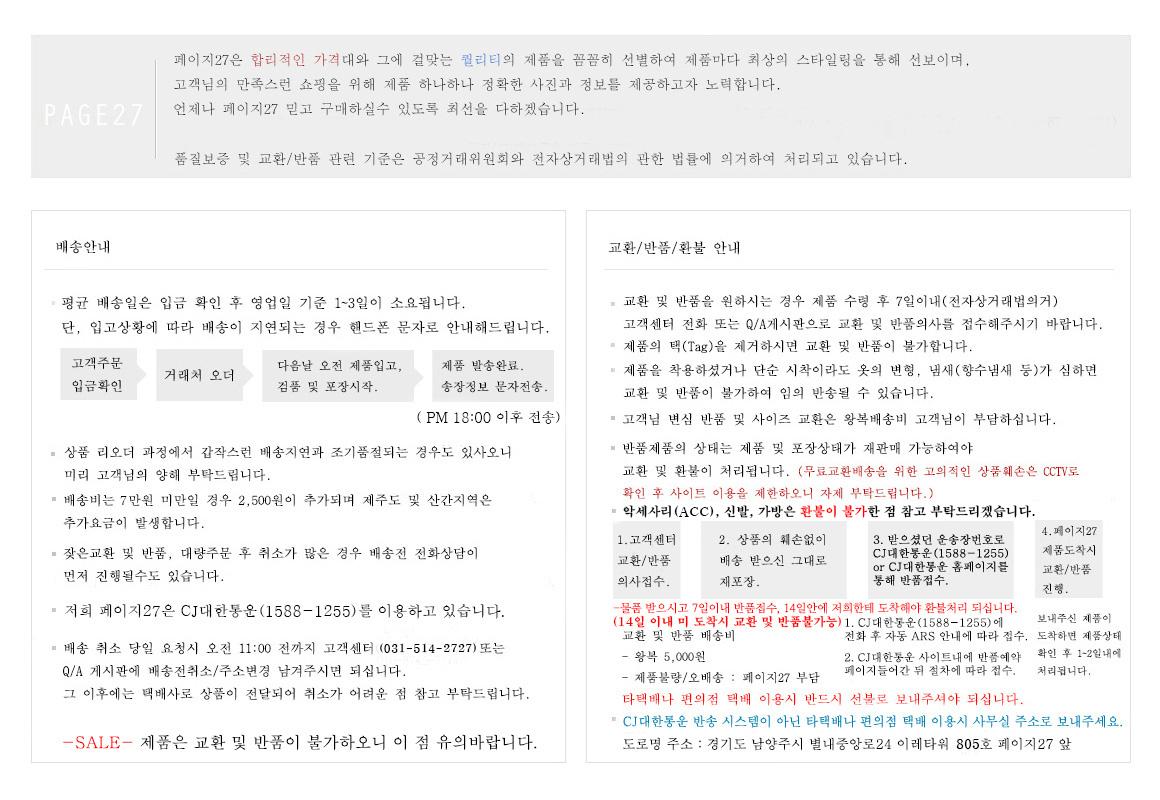 PAGE27
페이지27은 합리적인 가격대와 그에 걸맞는 퀄리티의 제품을 꼼꼼히 선별하여 제품마다 최상의 스타일링을 통해 선보이며,
고객님의 만족스런 쇼핑을 위해 제품 하나하나 정확한 사진과 정보를 제공하고자 노력합니다.
언제나 페이지27 믿고 구매하실수 있도록 최선을 다하겠습니다.
품질보증 및 교환/반품 관련 기준은 공정거래위원회와 전자상거래법의 관한 법률에 의거하여 처리되고 있습니다.
배송안내
평균 배송일은 입금 확인 후 영업일 기준 1~3일이 소요됩니다.
단, 입고상황에 따라 배송이 지연되는 경우 핸드폰 문자로 안내해드립니다.
고객주문
입금확인
거래처 오더
다음날 오전 제품입고,
검품 및 포장시작.
제품 발송완료.
송장정보 문자전송.
( PM 18:00 이후 전송)
상품 리오더 과정에서 갑작스런 배송지연과 조기품절되는 경우도 있사오니
미리 고객님의 양해 부탁드립니다.
배송비는 7만원 미만일 경우 2,500원이 추가되며 제주도 및 산간지역은
추가요금이 발생합니다.
잦은교환 및 반품, 대량주문 후 취소가 많은 경우 배송전 전화상담이
먼저 진행될수도 있습니다.
저희 페이지27은 CJ대한통운(1588-1255)를 이용하고 있습니다.
배송 취소 당일 요청시 오전 11:00 전까지 고객센터 (031-514-2727) 또는
Q/A 게시판에 배송전취소/주소변경 남겨주시면 되십니다.
그 이후에는 택배사로 상품이 전달되어 취소가 어려운 점 참고 부탁드립니다.
-SALE- 제품은 교환 및 반품이 불가하오니 이 점 유의바랍니다.
교환/반품/환불 안내
교환 및 반품을 원하시는 경우 제품 수령 후 7일이내(전자상거래법의거)
고객센터 전화 또는 Q/A게시판으로 교환 및 반품의사를 접수해주시기 바랍니다.
제품의 택(Tag)을 제거하시면 교환 및 반품이 불가합니다.
제품을 착용하셨거나 단순 시착이라도 옷의 변형, 냄새(향수냄새 등)가 심하면
교환 및 반품이 불가하여 임의 반송될 수 있습니다.
고객님 변심 반품 및 사이즈 교환은 왕복배송비 고객님이 부담하십니다.
반품제품의 상태는 제품 및 포장상태가 재판매 가능하여야
교환 및 환불이 처리됩니다. (무료교환배송을 위한 고의적인 상품훼손은 CCTV로
확인 후 사이트 이용을 제한하오니 자제 부탁드립니다.)
악세사리(ACC), 신발, 가방은 환불이 불가한 점 참고 부탁드리겠습니다.
1.고객센터
교환/반품
의사접수.
2. 상품의 훼손없이
배송 받으신 그대로
재포장.
3. 받으셨던 운송장번호로
CJ대한통운(1588-1255)
or CJ대한통운 홈페이지를
통해 반품접수.
4.페이지27
제품도착시
교환/반품
진행.
-물품 받으시고 7일이내 반품접수, 14일안에 저희한테 도착해야 환불처리 되십니다.
(14일 이내 미 도착시 교환 및 반품불가능)
교환 및 반품 배송비
- 왕복 5,000원
- 제품불량/오배송 : 페이지27 부담
1. CJ대한통운(1588-1255)에
전화 후 자동 ARS 안내에 따라 접수.
2. CJ대한통운 사이트내에 반품예약
페이지들어간 뒤 절차에 따라 접수.
보내주신 제품이
도착하면 제품상태
확인 후 1~2일내에
처리됩니다.
타택배나 편의점 택배 이용시 반드시 선불로 보내주셔야 되십니다.
CJ대한통운 반송 시스템이 아닌 타택배나 편의점 택배 이용시 사무실 주소로 보내주세요.
도로명 주소 : 경기도 남양주시 별내중앙로24 이레타워 805호 페이지27 앞